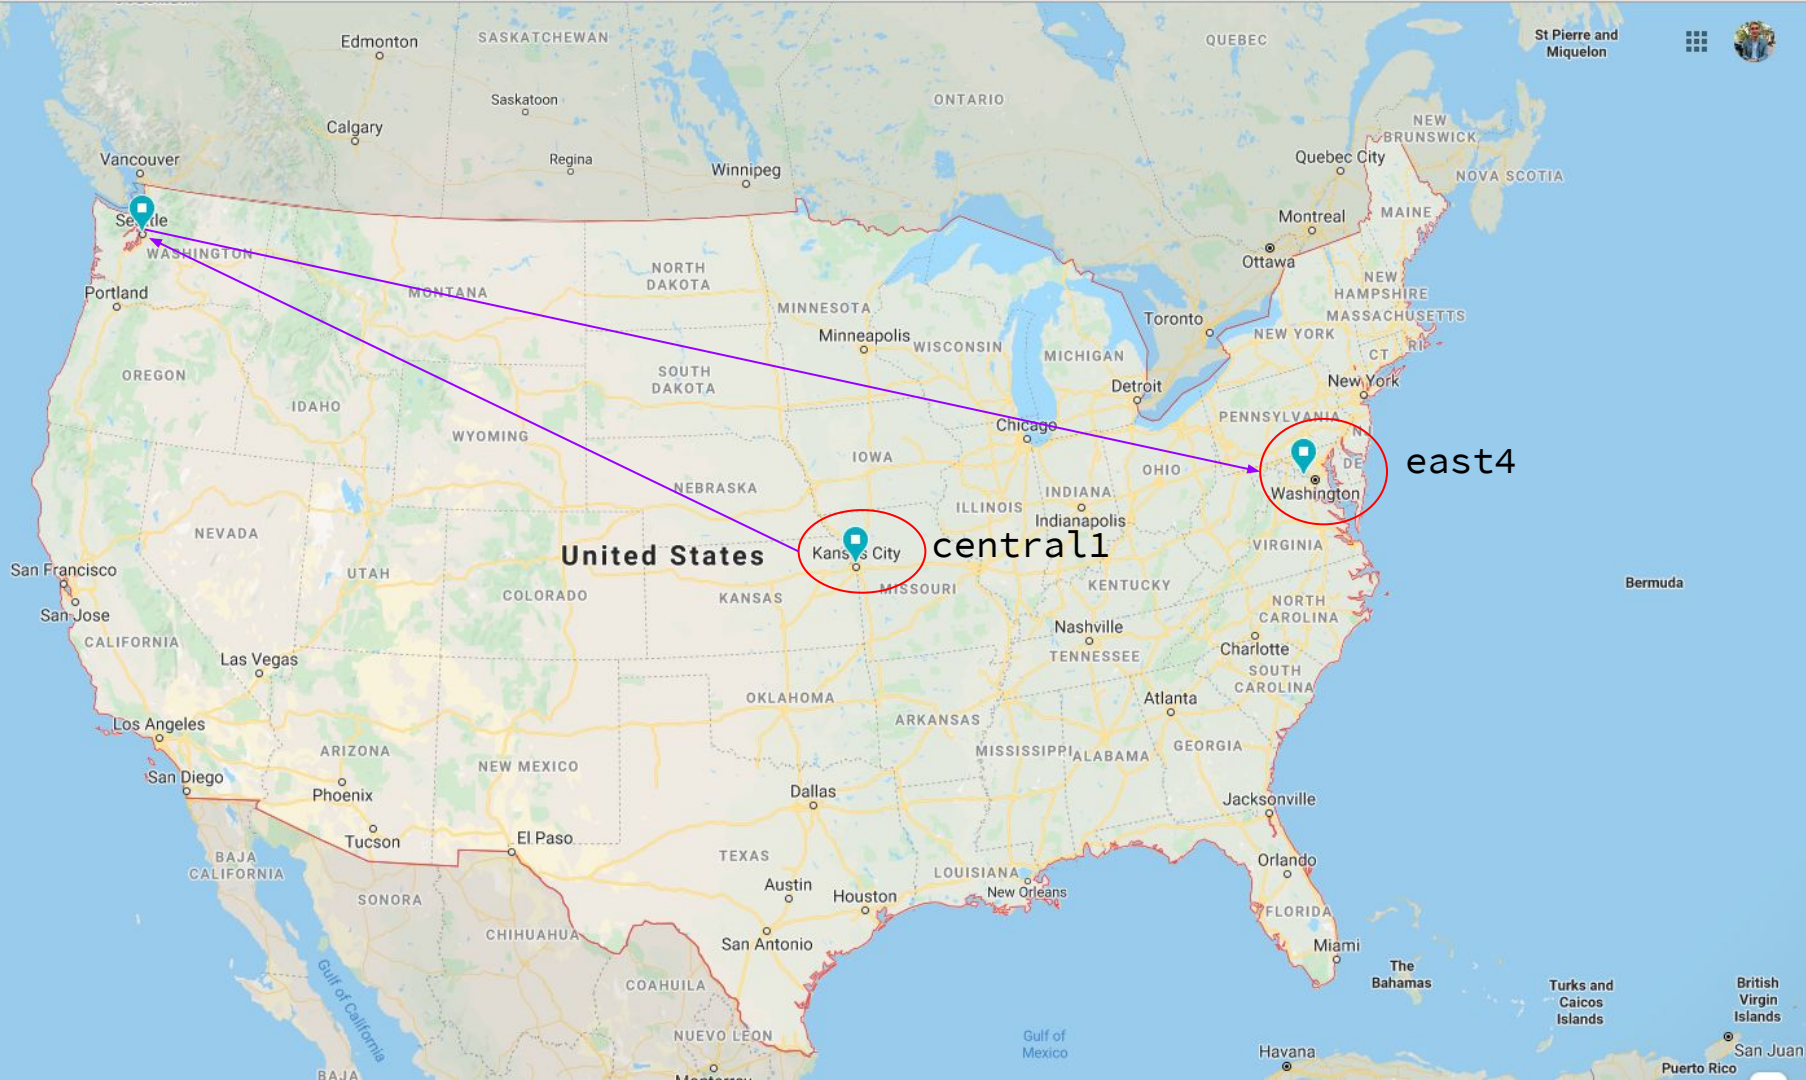 Edmonton
SASKATCHEWAN
QUEBEC
St Pierre and
Miquelon
Saskatoon
ONTARIO
Calgary
NEW
BRUNSWICK
Vancouver
Regina
Winnipeg
Quebec City
NOVA SCOTIA
Seattle
Montreal
MAINE
WASHINGTON
Ottawa
Portland
MONTANA
NORTH
DAKOTA
MINNESOTA
NEW
HAMPSHIRE
MASSACHUSETTS
Toronto
NEW YORK
Minneapolis
WISCONSIN
MICHIGAN
CT
RI
OREGON
SOUTH
DAKOTA
Detroit
New York
IDAHO
PENNSYLVANIA
WYOMING
Chicago
IOWA
OHIO
DE
east4
NEBRASKA
ILLINOIS
INDIANA
Indianapolis
Washington
NEVADA
United States
Kansas City
central1
VIRGINIA
San Francisco
UTAH
COLORADO
KANSAS
MISSOURI
KENTUCKY
Bermuda
San Jose
NORTH
CAROLINA
CALIFORNIA
Nashville
TENNESSEE
Charlotte
Las Vegas
SOUTH
CAROLINA
OKLAHOMA
Atlanta
Los Angeles
ARKANSAS
ARIZONA
NEW MEXICO
MISSISSIPPI
ALABAMA
GEORGIA
San Diego
Phoenix
Dallas
Jacksonville
Tucson
El Paso
BAJA
CALIFORNIA
TEXAS
Orlando
SONORA
Austin
Houston
LOUISIANA
New Orleans
FLORIDA
CHIHUAHUA
San Antonio
Miami
Gulf of California
COAHUILA
The
Bahamas
Turks and
Caicos
Islands
British
Virgin
Islands
NUEVO LEON
Gulf of
Mexico
Havana
San Juan
Puerto Rico
BAJA
Monterrey